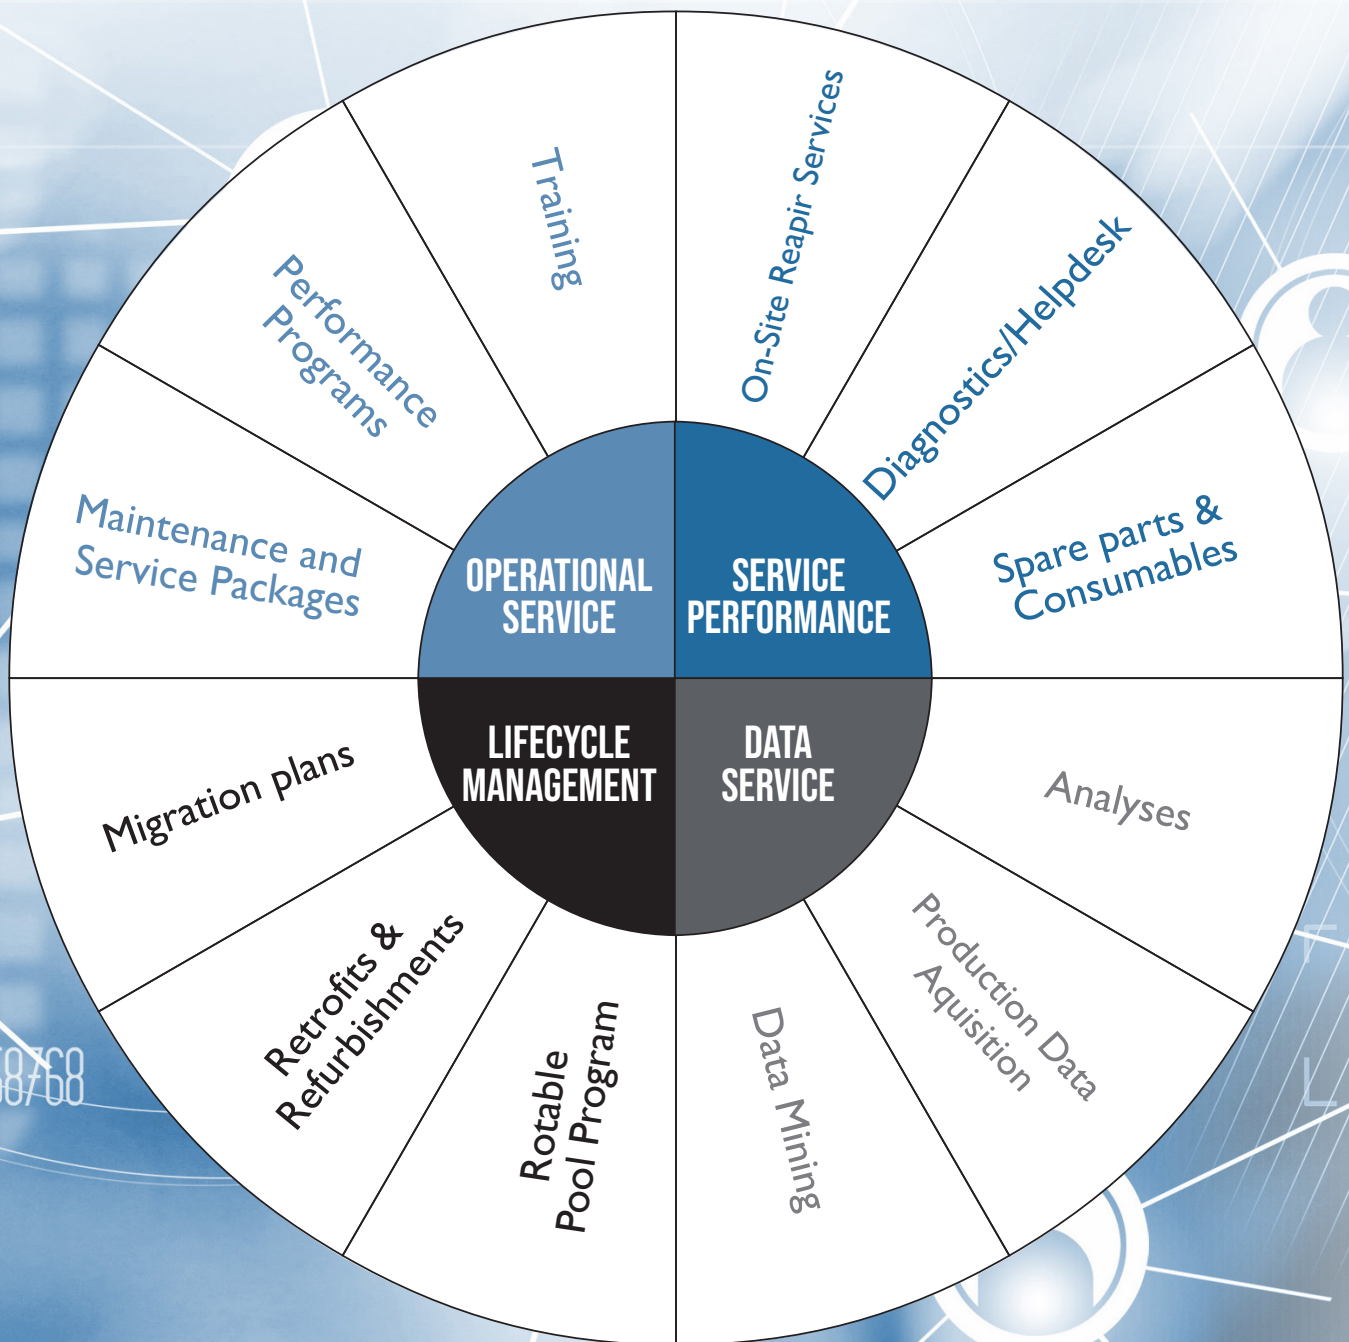 Training
On-Site Reapir Services
Performance
Programs
Diagnostics/Helpdesk
Maintenance and
Service Packages
Spare parts &
Consumables
OPERATIONAL
SERVICE
SERVICE
PERFORMANCE
LIFECYCLE
MANAGEMENT
DATA
SERVICE
Migration plans
Analyses
Retrofits &
Refurbishments
Production Data
Aquisition
Rotable
Pool Program
Data Mining
68768